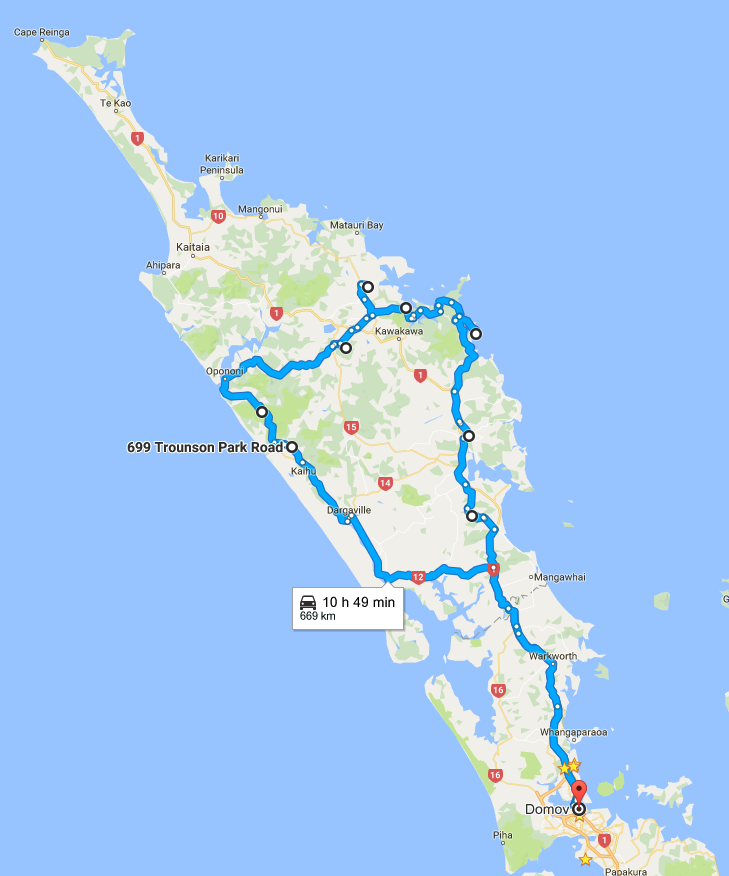 Cape Reinga
Te Kao
1
Karikari
Peninsula
10
Mangonui
Matauri Bay
Kaitaia
Ahipara
1
Kawakawa
Opononi
1
15
699 Trounson Park Road
Kaihu
14
Dargaville
12
1
Mangawhai
10 h 49 min
669 km
G
Warkworth
16
Whangaparaoa
16
Domov
Piha
1
Papakura